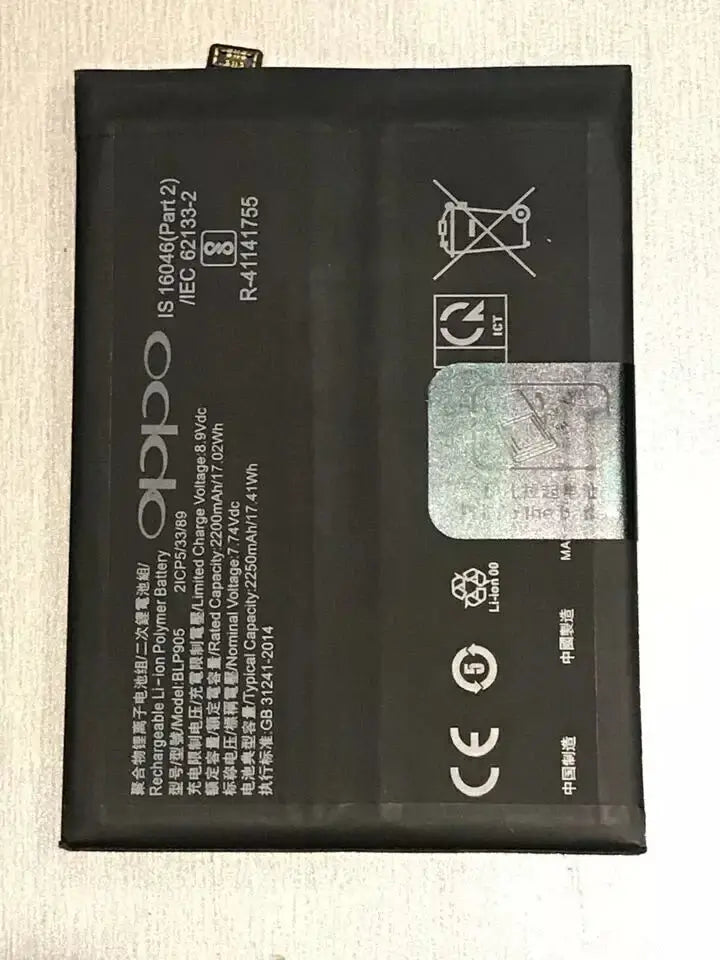 oppo
聚合物锂离子电池组/二次鋰電池組/
Rechargeable Li-ion Polymer Battery
型号/型號/Model:BLP905 2ICP5/33/89
充电限制电压/充電限制電壓/Limited Charge Voltage:8.9Vdc
额定容量/額定電容量/Rated Capacity:2200mAh/17.02Wh
标称电压/標稱電壓/Nominal Voltage:7.74Vdc
电池典型容量/Typical Capacity:2250mAh/17.41Wh
执行标准:GB 31241-2014
IS 16046(Part 2)
/IEC 62133-2
R-41141755
CE
5
Li-ion 00
ICT
中国制造 中國製造